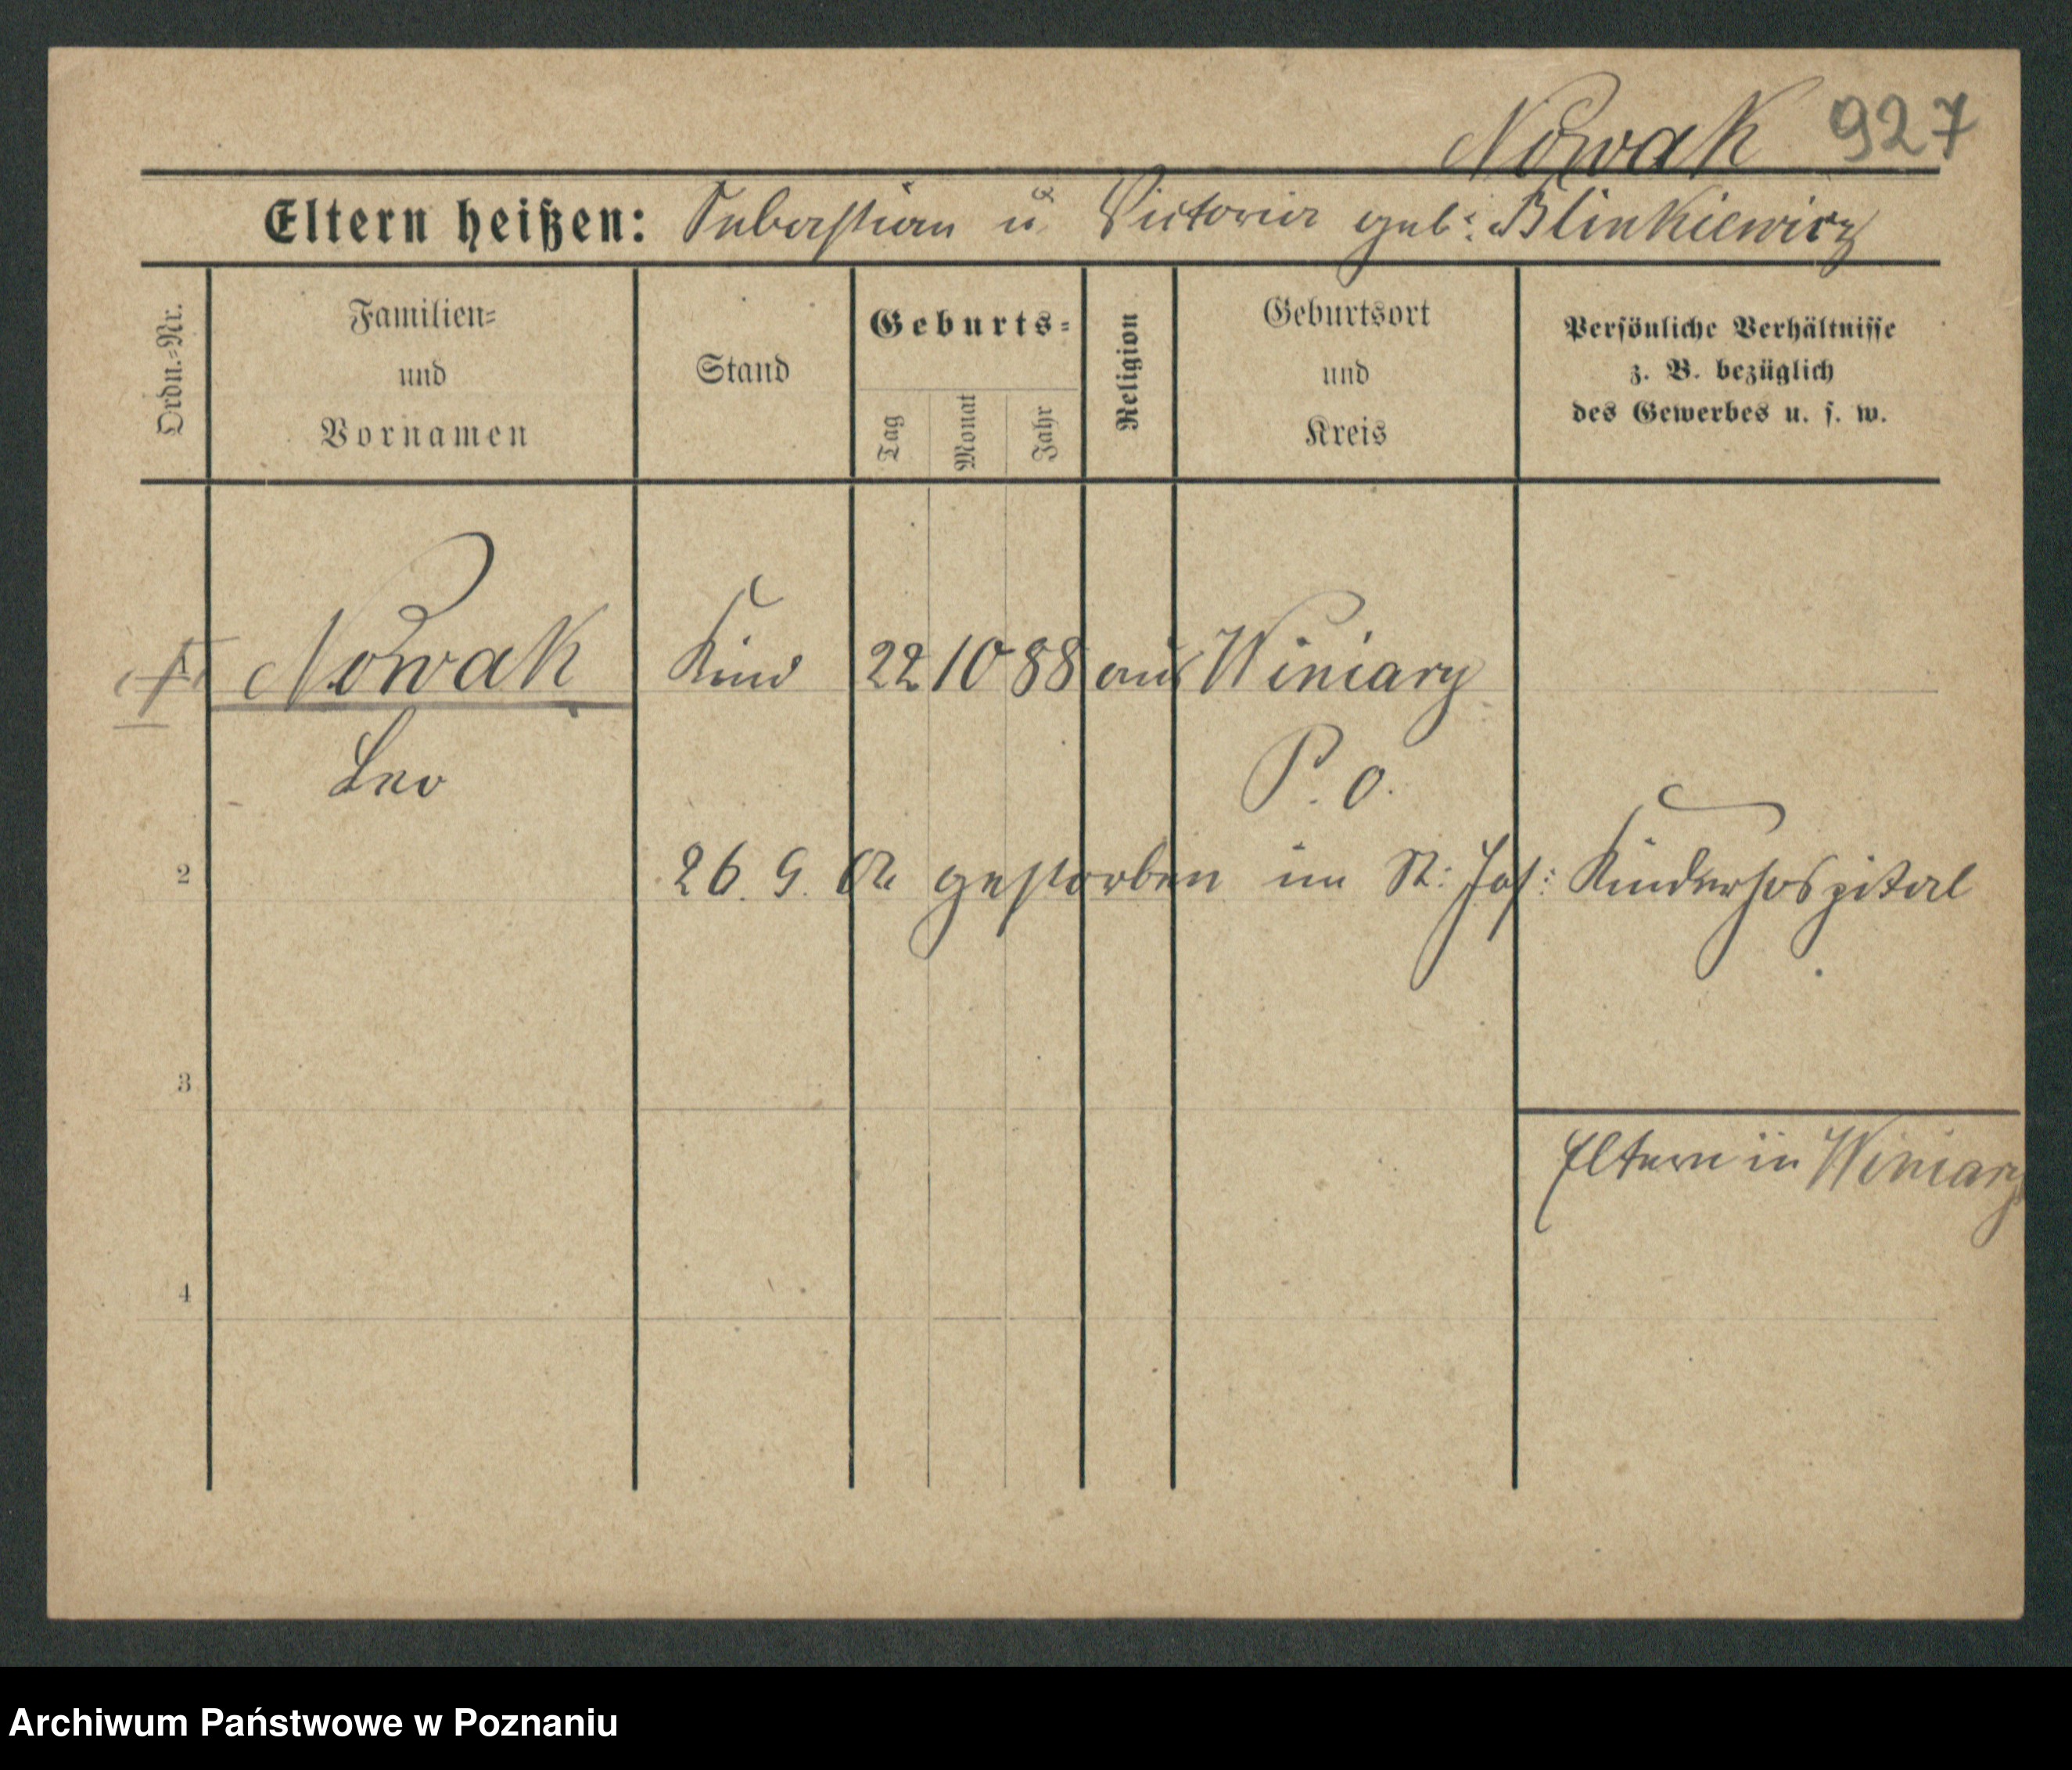 Nowak 927
Eltern heißen: Sebastian u. Victoria geb: Blinkiewicz
Ordn.-Nr.
Familien- und Vornamen
Stand
Geburts-
Tag
Monat
Jahr
Religion
Geburtsort und Kreis
Persönliche Verhältnisse
z. B. bezüglich
des Gewerbes u. s. w.
1 Nowak Kind 22 10 88 aus Winiary
Leo P. O.
2 26. 9. gestorben im St: Jos: Kinderhospital
3
Eltern in Winiary
4
Archiwum Państwowe w Poznaniu